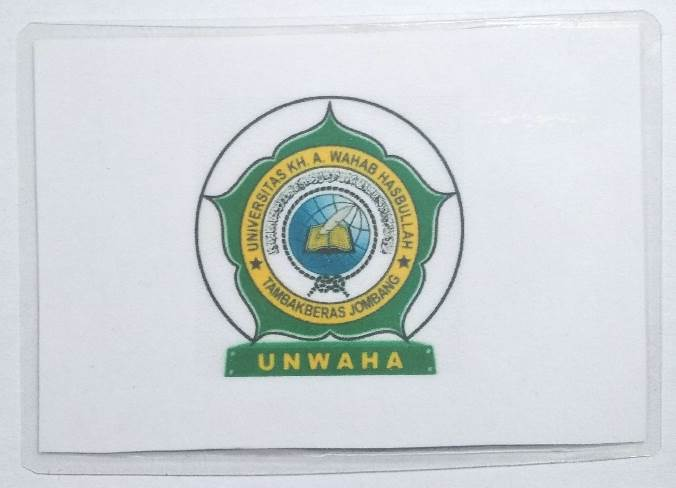 UNIVERSITAS KH. A. WAHAB HASBULLAH
TAMBAKBERAS JOMBANG
UNWAHA